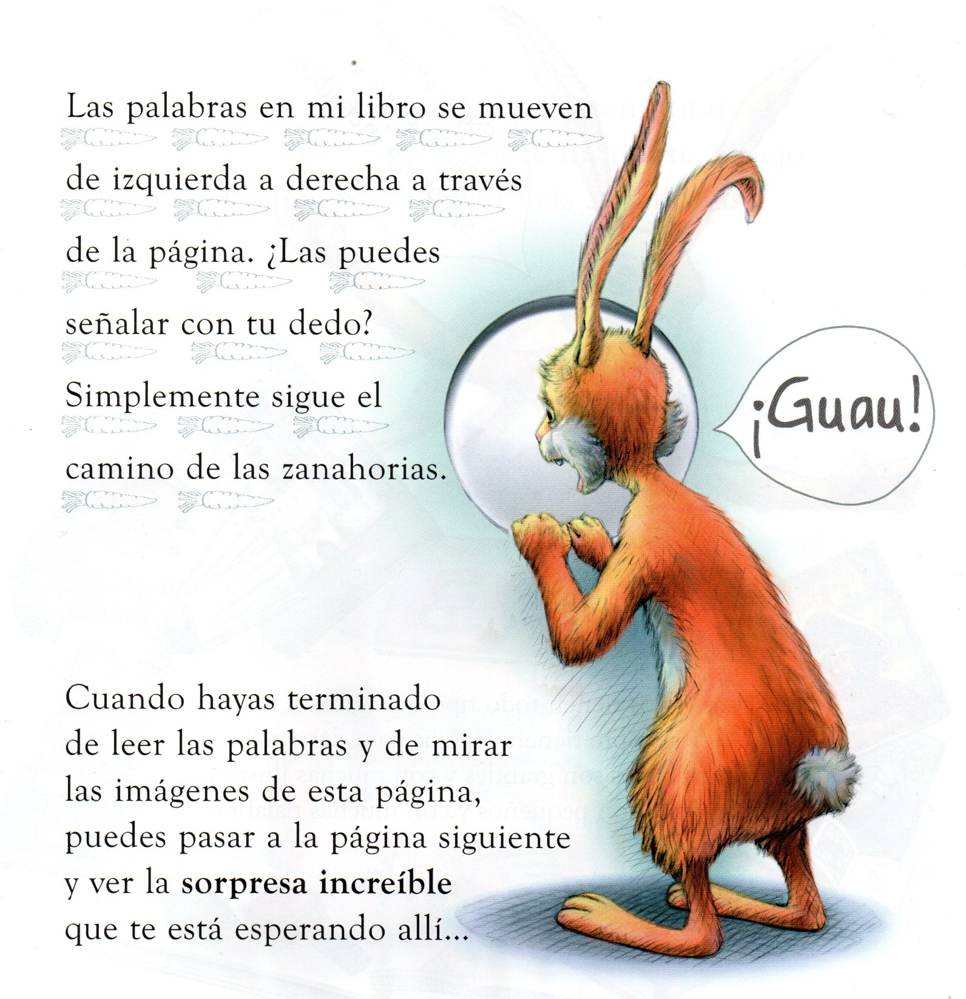 Las palabras en mi libro se mueven
de izquierda a derecha a través
de la página. ¿Las puedes
señalar con tu dedo?
Simplemente sigue el
camino de las zanahorias.
¡Guau!
Cuando hayas terminado
de leer las palabras y de mirar
las imágenes de esta página,
puedes pasar a la página siguiente
y ver la sorpresa increíble
que te está esperando allí...